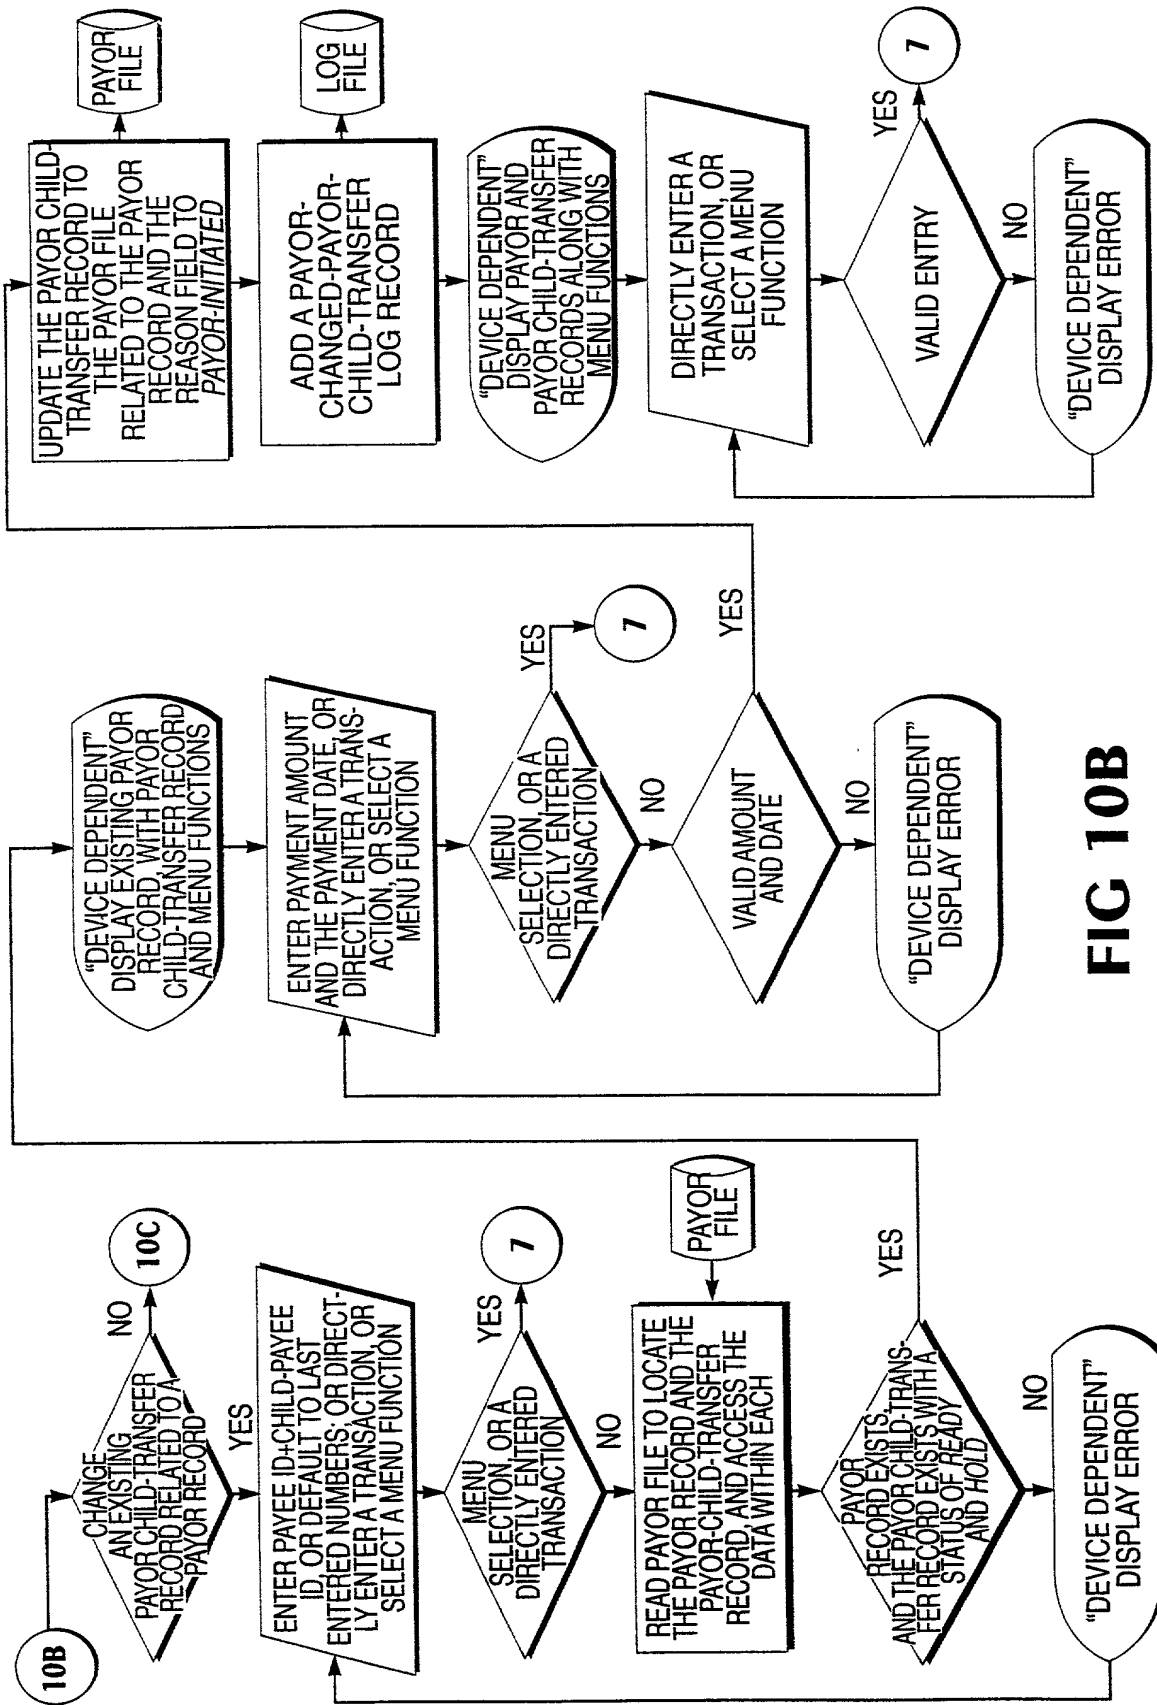 10B
CHANGE
AN EXISTING
PAYOR CHILD-TRANSFER
RECORD RELATED TO A
PAYOR RECORD
NO
10C
YES
ENTER PAYEE ID+CHILD-PAYEE
ID, OR DEFAULT TO LAST
ENTERED NUMBERS; OR DIRECT-
LY ENTER A TRANSACTION, OR
SELECT A MENU FUNCTION
MENU
SELECTION, OR A
DIRECTLY ENTERED
TRANSACTION
YES
7
NO
READ PAYOR FILE TO LOCATE
THE PAYOR RECORD AND THE
PAYOR-CHILD-TRANSFER
RECORD, AND ACCESS THE
DATA WITHIN EACH
PAYOR
FILE
PAYOR
RECORD EXISTS,
AND THE PAYOR CHILD-TRANS-
FER RECORD EXISTS WITH A
STATUS OF READY
AND HOLD
YES
NO
“DEVICE DEPENDENT”
DISPLAY ERROR
“DEVICE DEPENDENT”
DISPLAY EXISTING PAYOR
RECORD, WITH PAYOR
CHILD-TRANSFER RECORD
AND MENU FUNCTIONS
ENTER PAYMENT AMOUNT
AND THE PAYMENT DATE, OR
DIRECTLY ENTER A TRANS-
ACTION, OR SELECT A
MENU FUNCTION
MENU
SELECTION, OR A
DIRECTLY ENTERED
TRANSACTION
YES
7
NO
VALID AMOUNT
AND DATE
YES
NO
“DEVICE DEPENDENT”
DISPLAY ERROR
UPDATE THE PAYOR CHILD-
TRANSFER RECORD TO
THE PAYOR FILE
RELATED TO THE PAYOR
RECORD AND THE
REASON FIELD TO
PAYOR-INITIATED
PAYOR
FILE
ADD A PAYOR-
CHANGED-PAYOR-
CHILD-TRANSFER
LOG RECORD
LOG
FILE
“DEVICE DEPENDENT”
DISPLAY PAYOR AND
PAYOR CHILD-TRANSFER
RECORDS ALONG WITH
MENU FUNCTIONS
DIRECTLY ENTER A
TRANSACTION, OR
SELECT A MENU
FUNCTION
VALID ENTRY
YES
7
NO
“DEVICE DEPENDENT”
DISPLAY ERROR
FIG 10B